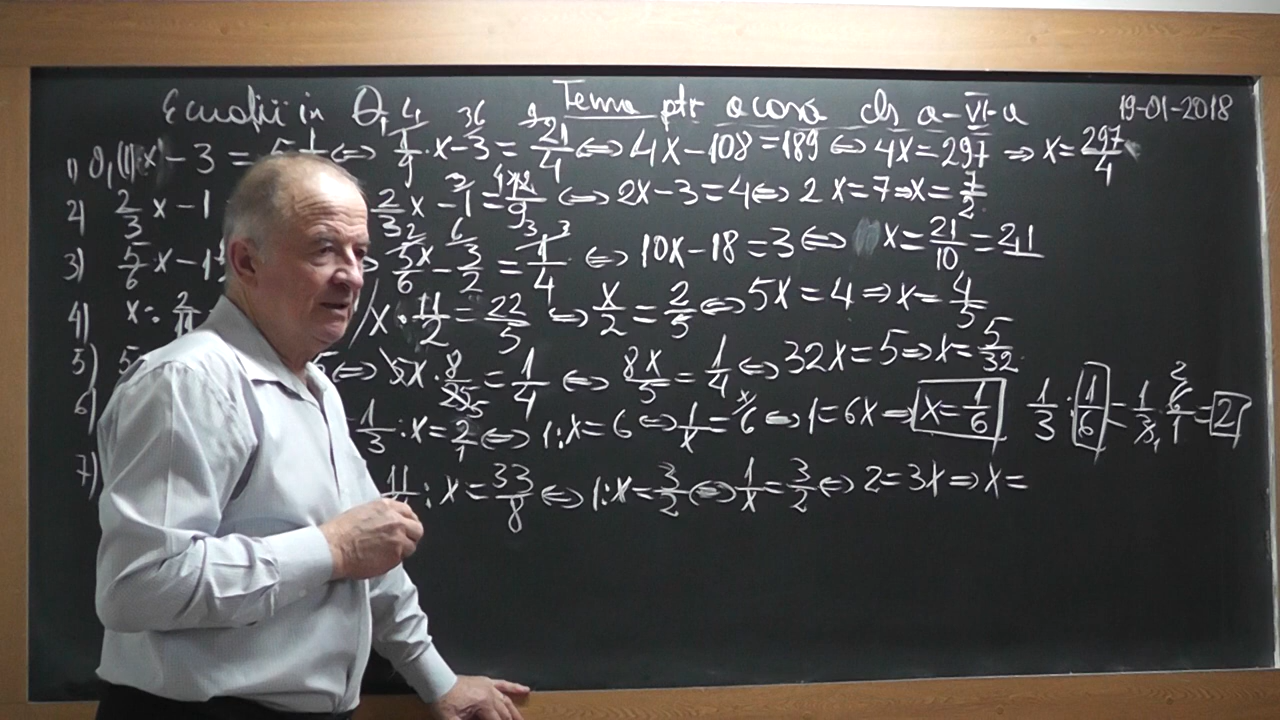 Ecuații în Q₊ Tema ptr acasă cls a-VI-a 19-01-2018
1) 0,(1)·x - 3 = 5 1/ ⇔ 1/9·x - 3 = 21/4 ⇔ 4x - 108 = 189 ⇔ 4x = 297 ⇒ x = 297/4
2) 2/3 x - 1 2/3 x - 1 = 4/9 ⇔ 2x - 3 = 4 ⇔ 2x = 7 ⇒ x = 7/2
3) 5/6 x - 1 5/6 x - 3/2 = 1/4 ⇔ 10x - 18 = 3 ⇔ x = 21/10 = 2,1
4) x : 2/11 x · 11/2 = 22/5 ⇔ x/2 = 2/5 ⇔ 5x = 4 ⇒ x = 4/5
5) 5 ⇔ 5x · 8/25 = 1/4 ⇔ 8x/5 = 1/4 ⇔ 32x = 5 ⇒ x = 5/32
6) 1/3 : x = 2/1 ⇔ 1 : x = 6 ⇔ 1/x = 6 ⇔ 1 = 6x ⇒ x = 1/6 1/3 : 1/6 = 1/3 · 6/1 = 2
7) 11/ : x = 33/8 ⇔ 1 : x = 3/2 ⇔ 1/x = 3/2 ⇔ 2 = 3x ⇒ x =